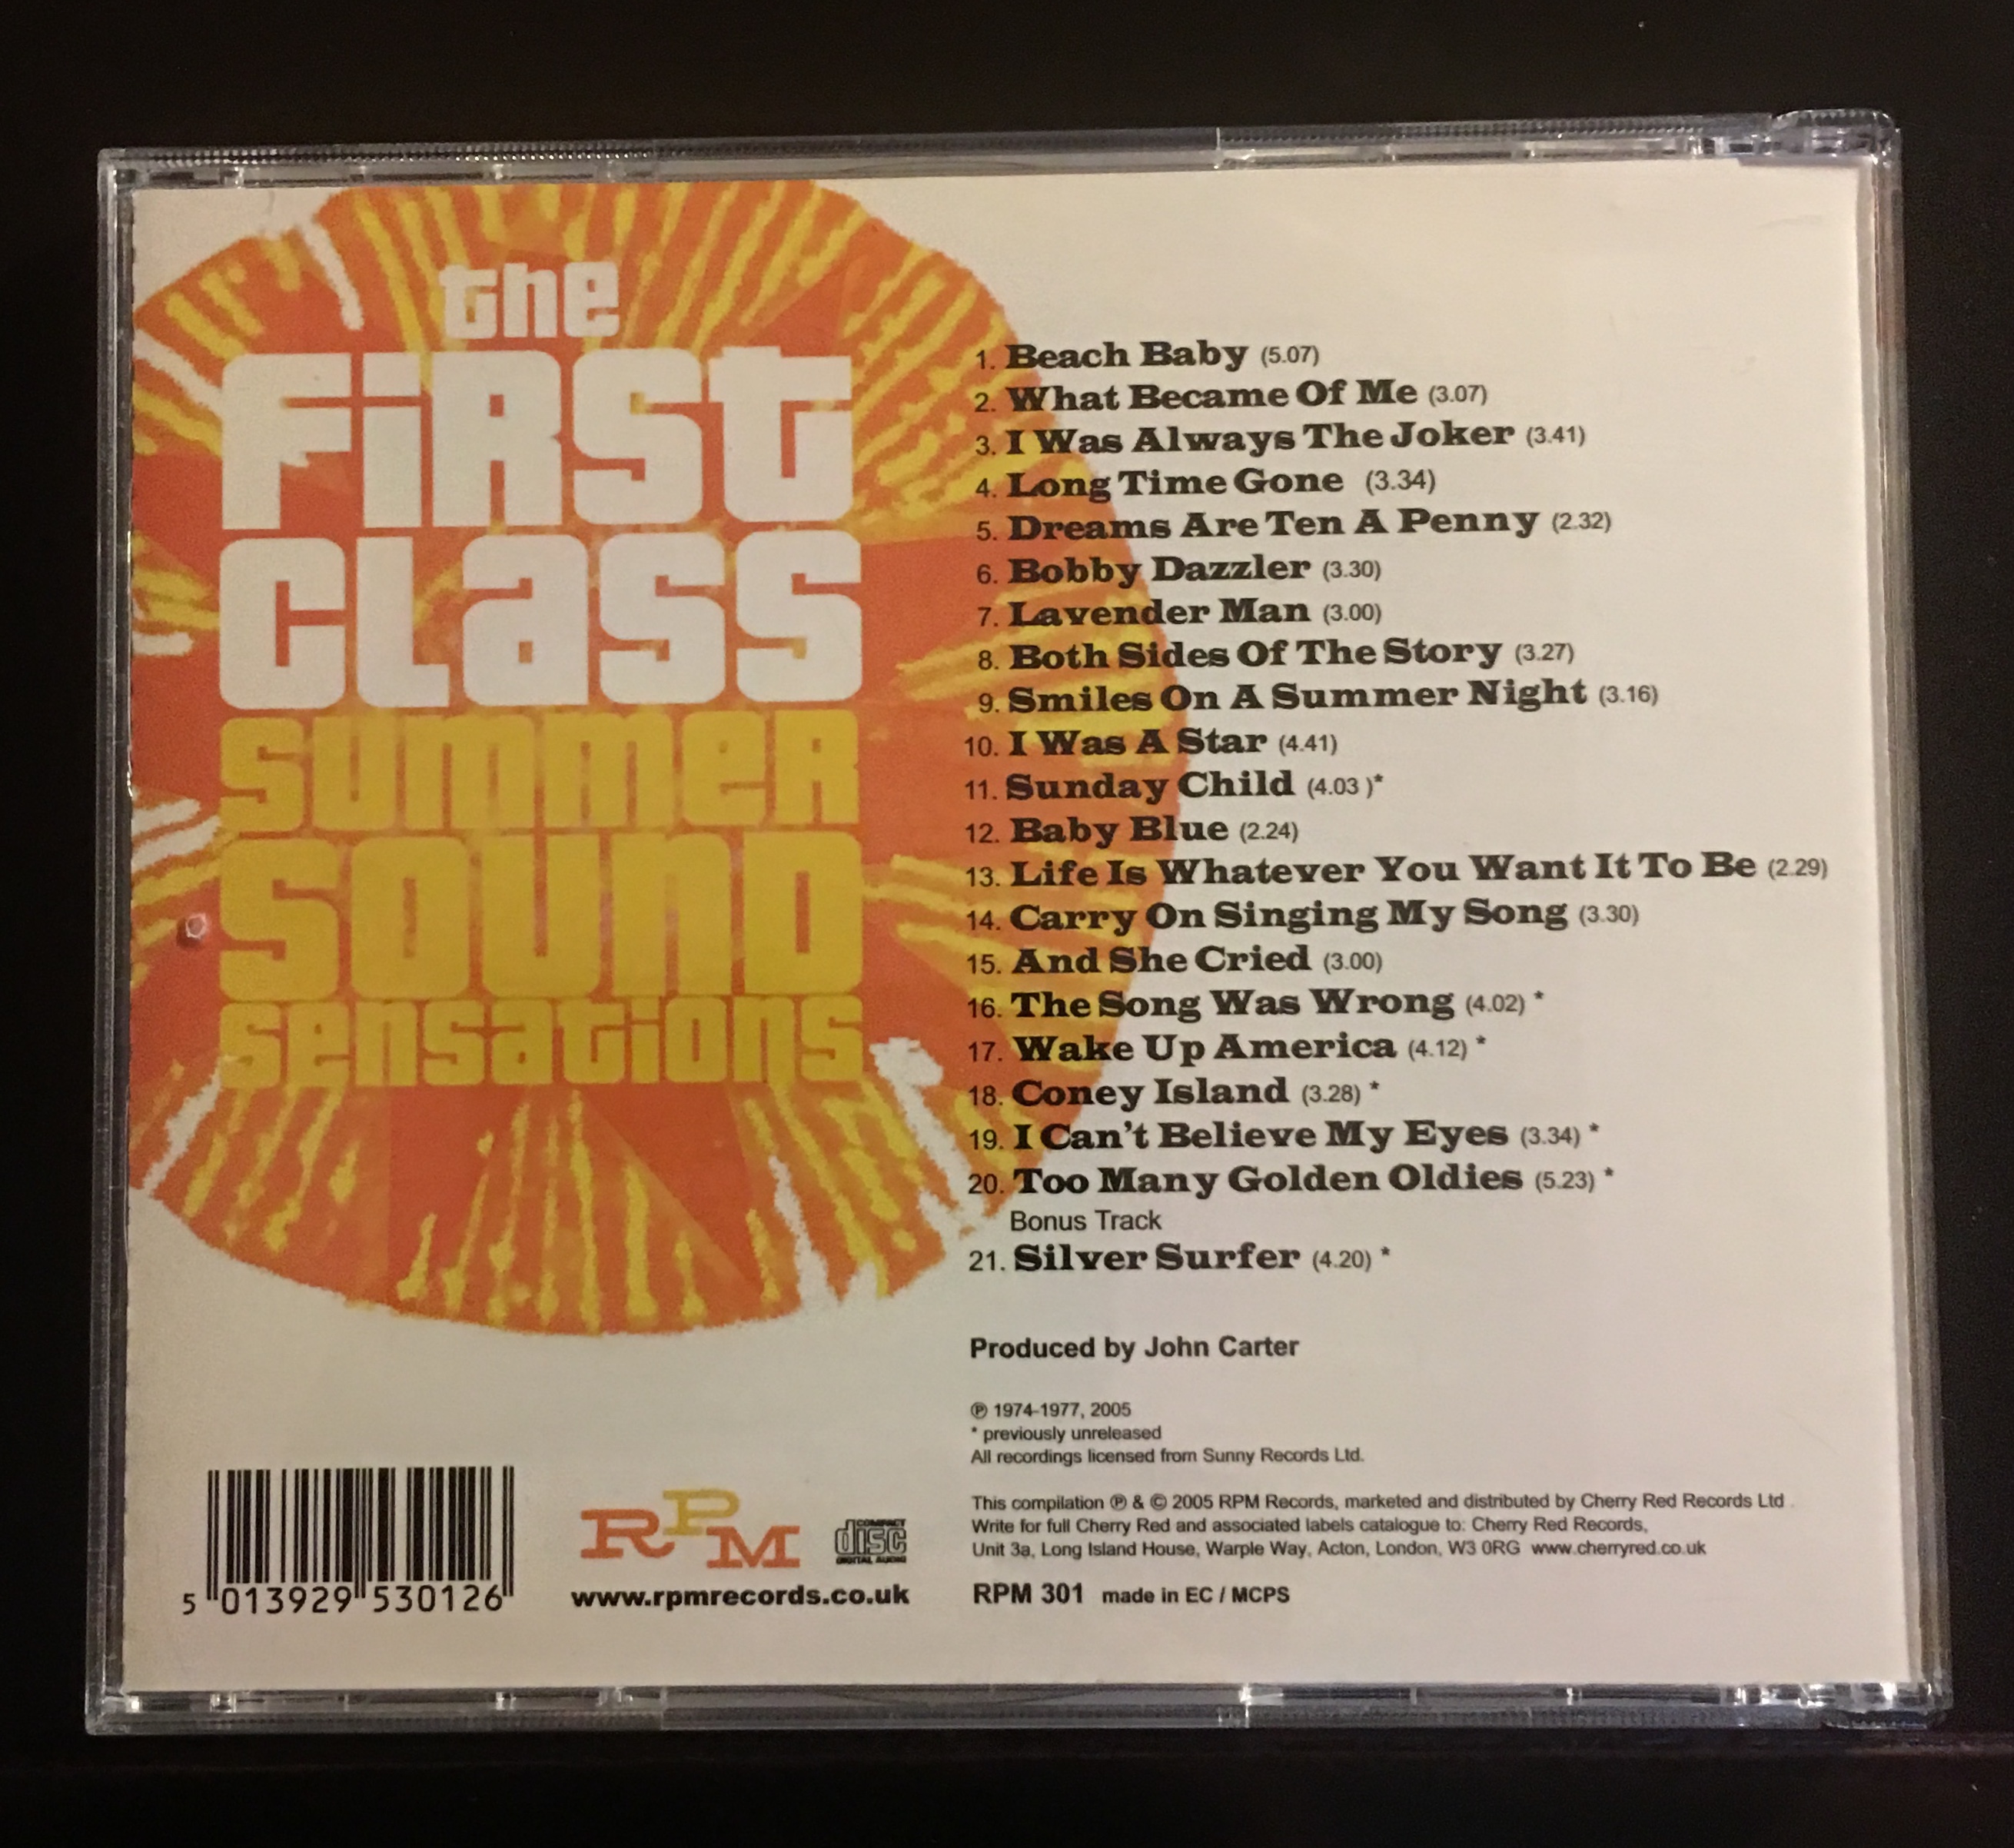 the
First
Class
Summer
Sound
Sensations
1. Beach Baby (5.07)
2. What Became Of Me (3.07)
3. I Was Always The Joker (3.41)
4. Long Time Gone (3.34)
5. Dreams Are Ten A Penny (2.32)
6. Bobby Dazzler (3.30)
7. Lavender Man (3.00)
8. Both Sides Of The Story (3.27)
9. Smiles On A Summer Night (3.16)
10. I Was A Star (4.41)
11. Sunday Child (4.03 )*
12. Baby Blue (2.24)
13. Life Is Whatever You Want It To Be (2.29)
14. Carry On Singing My Song (3.30)
15. And She Cried (3.00)
16. The Song Was Wrong (4.02) *
17. Wake Up America (4.12) *
18. Coney Island (3.28) *
19. I Can't Believe My Eyes (3.34) *
20. Too Many Golden Oldies (5.23) *
Bonus Track
21. Silver Surfer (4.20) *
Produced by John Carter
℗ 1974-1977, 2005
* previously unreleased
All recordings licensed from Sunny Records Ltd.
This compilation ℗ & © 2005 RPM Records, marketed and distributed by Cherry Red Records Ltd .
Write for full Cherry Red and associated labels catalogue to: Cherry Red Records,
Unit 3a, Long Island House, Warple Way, Acton, London, W3 0RG www.cherryred.co.uk
RPM 301 made in EC / MCPS
RPM
COMPACT
disc
DIGITAL AUDIO
www.rpmrecords.co.uk
5 013929 530126